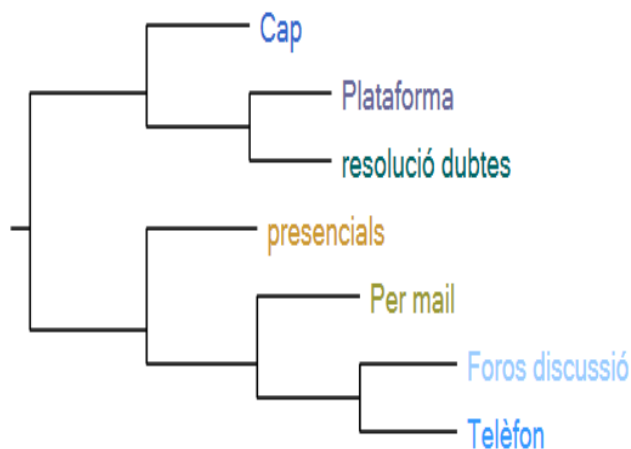 Cap
Plataforma
resolució dubtes
presencials
Per mail
Foros discussió
Telèfon